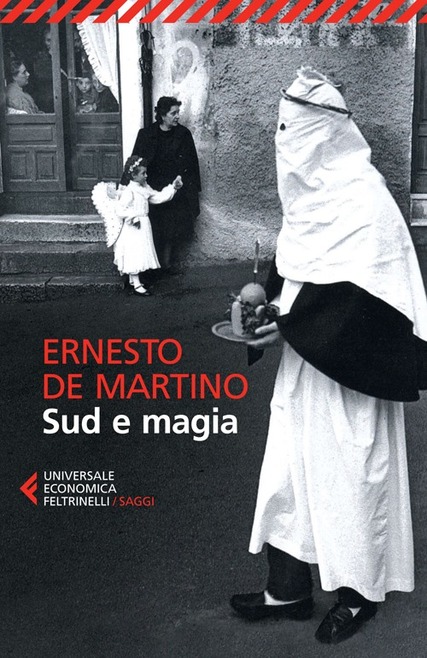 ERNESTO
DE MARTINO
Sud e magia
UNIVERSALE
ECONOMICA
FELTRINELLI / SAGGI